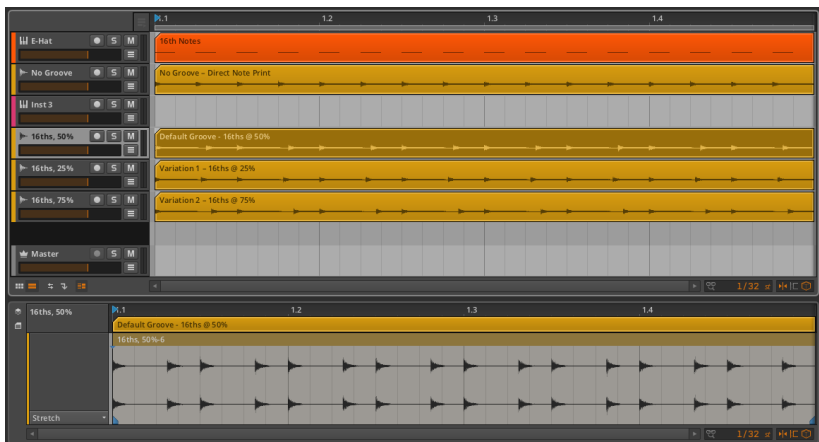 1.1 1.2 1.3 1.4
E-Hat S M 16th Notes
No Groove S M No Groove – Direct Note Print
Inst 3 S M
16ths, 50% S M Default Groove - 16ths @ 50%
16ths, 25% S M Variation 1 – 16ths @ 25%
16ths, 75% S M Variation 2 – 16ths @ 75%
Master S M
1/32
16ths, 50% 1.1 1.2 1.3 1.4
Default Groove - 16ths @ 50%
16ths, 50%-6
Stretch
1/32